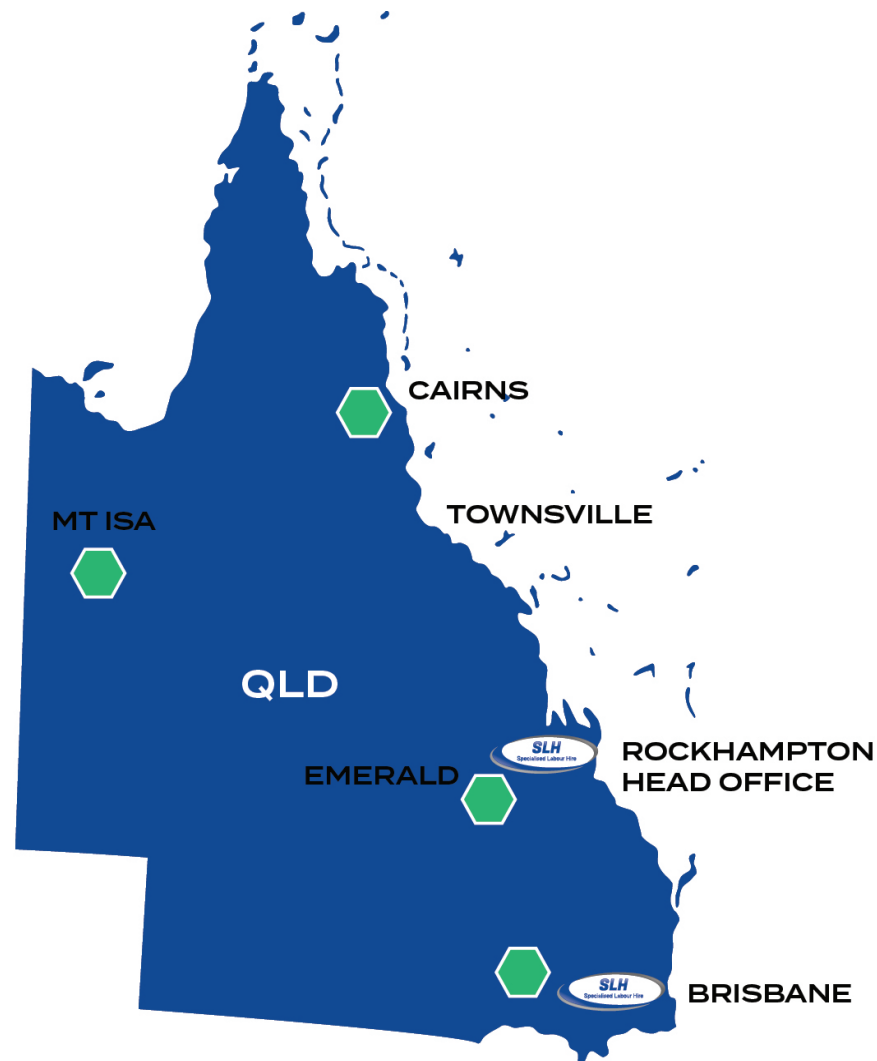 CAIRNS
TOWNSVILLE
MT ISA
QLD
SLH
Specialised Labour Hire
ROCKHAMPTON
HEAD OFFICE
EMERALD
SLH
Specialised Labour Hire
BRISBANE